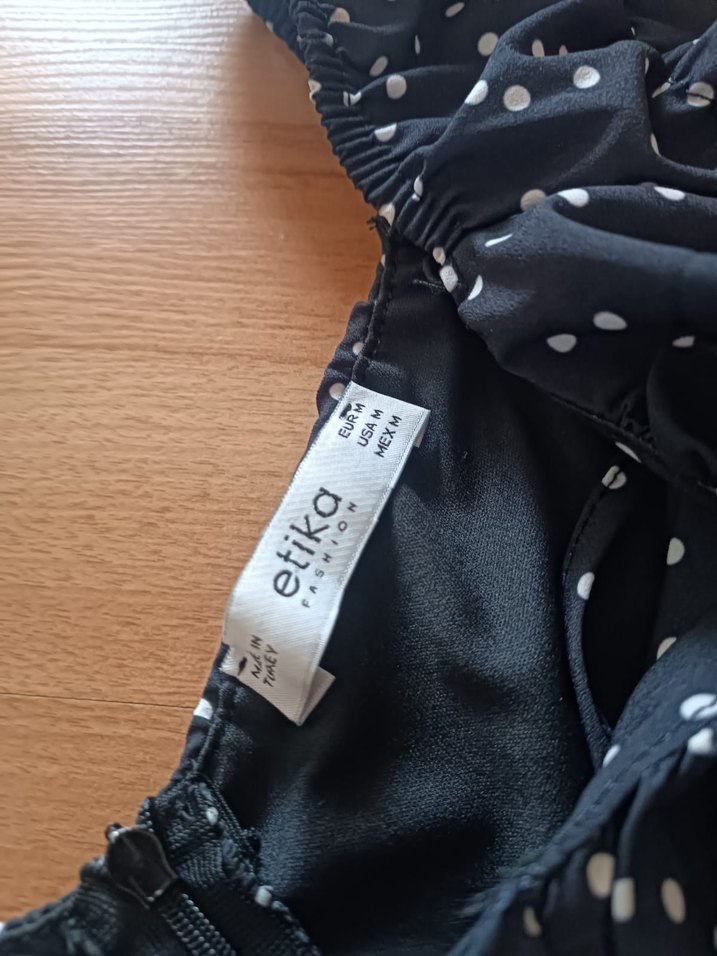 EUR M
USA M
MEX M
etika
FASHION
MADE IN
TURKEY